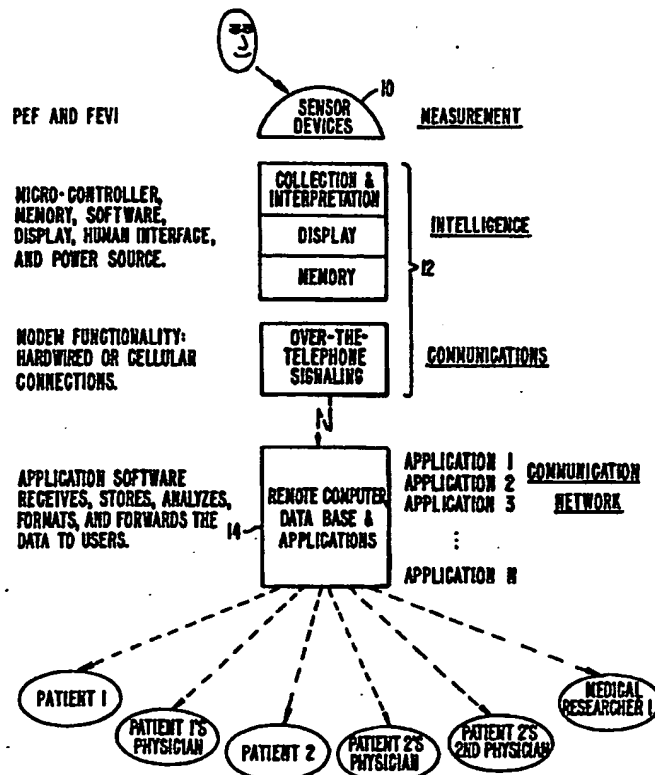 10
PEF AND FEVI
SENSOR
DEVICES
MEASUREMENT
MICRO-CONTROLLER,
MEMORY, SOFTWARE,
DISPLAY, HUMAN INTERFACE,
AND POWER SOURCE.
COLLECTION &
INTERPRETATION
DISPLAY
MEMORY
INTELLIGENCE
12
MODEM FUNCTIONALITY:
HARDWIRED OR CELLULAR
CONNECTIONS.
OVER-THE-
TELEPHONE
SIGNALING
COMMUNICATIONS
APPLICATION SOFTWARE
RECEIVES, STORES, ANALYZES,
FORMATS, AND FORWARDS THE
DATA TO USERS.
14
REMOTE COMPUTER
DATA BASE &
APPLICATIONS
APPLICATION 1
APPLICATION 2
APPLICATION 3
⋮
APPLICATION N
COMMUNICATION
NETWORK
PATIENT 1
PATIENT 1'S
PHYSICIAN
PATIENT 2
PATIENT 2'S
PHYSICIAN
PATIENT 2'S
2ND PHYSICIAN
MEDICAL
RESEARCHER 1